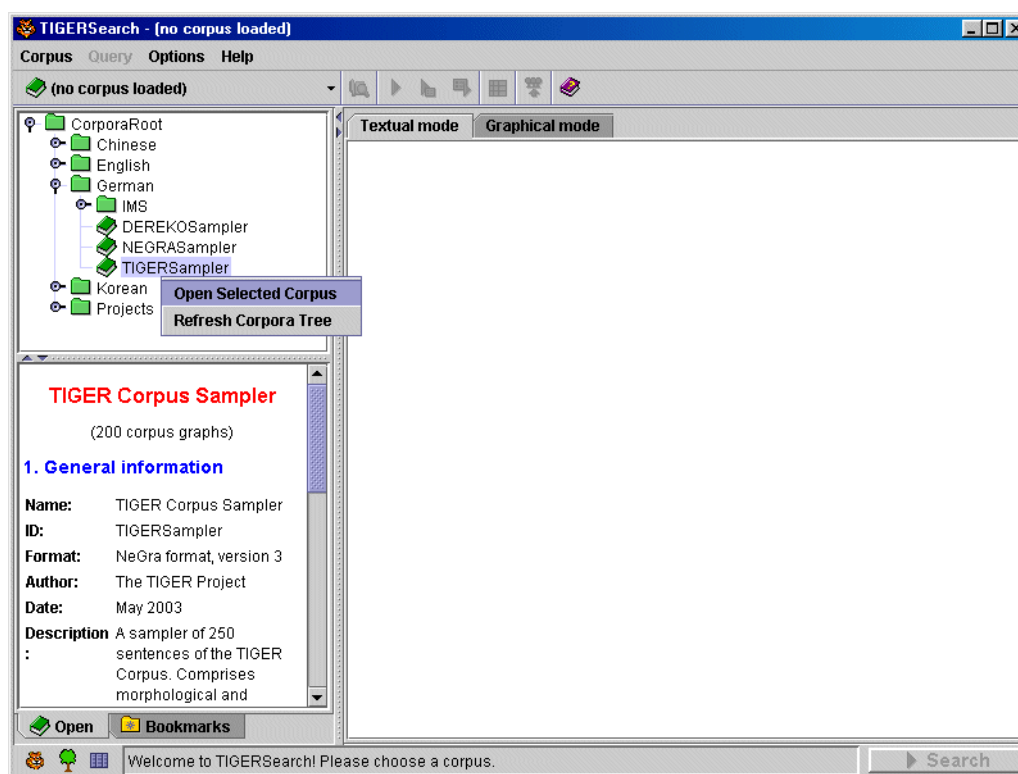 TIGERSearch - (no corpus loaded)
Corpus Query Options Help
(no corpus loaded)
CorporaRoot
Chinese
English
German
IMS
DEREKOSampler
NEGRASampler
TIGERSampler
Korean
Projects
Open Selected Corpus
Refresh Corpora Tree
Textual mode Graphical mode
TIGER Corpus Sampler
(200 corpus graphs)
1. General information
Name: TIGER Corpus Sampler
ID: TIGERSampler
Format: NeGra format, version 3
Author: The TIGER Project
Date: May 2003
Description A sampler of 250
: sentences of the TIGER
Corpus. Comprises
morphological and
Open Bookmarks
Welcome to TIGERSearch! Please choose a corpus.
Search